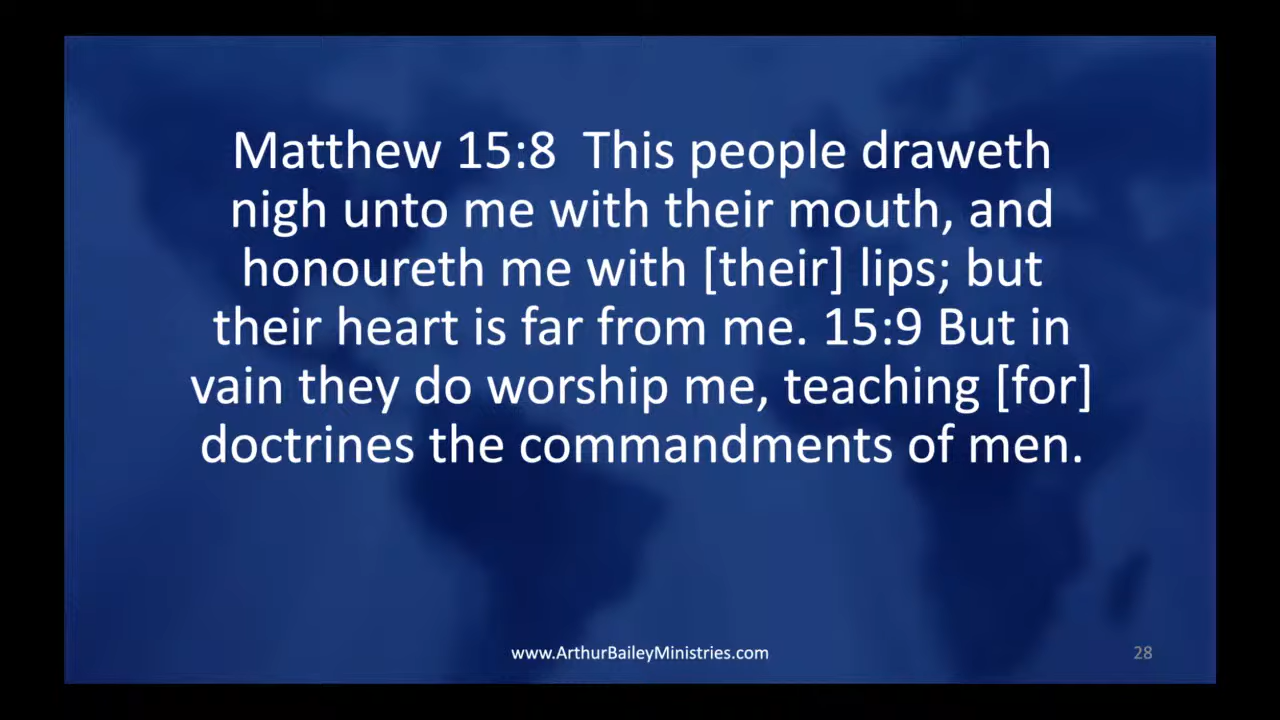 Matthew 15:8  This people draweth
nigh unto me with their mouth, and
honoureth me with [their] lips; but
their heart is far from me. 15:9 But in
vain they do worship me, teaching [for]
doctrines the commandments of men.
www.ArthurBaileyMinistries.com
28